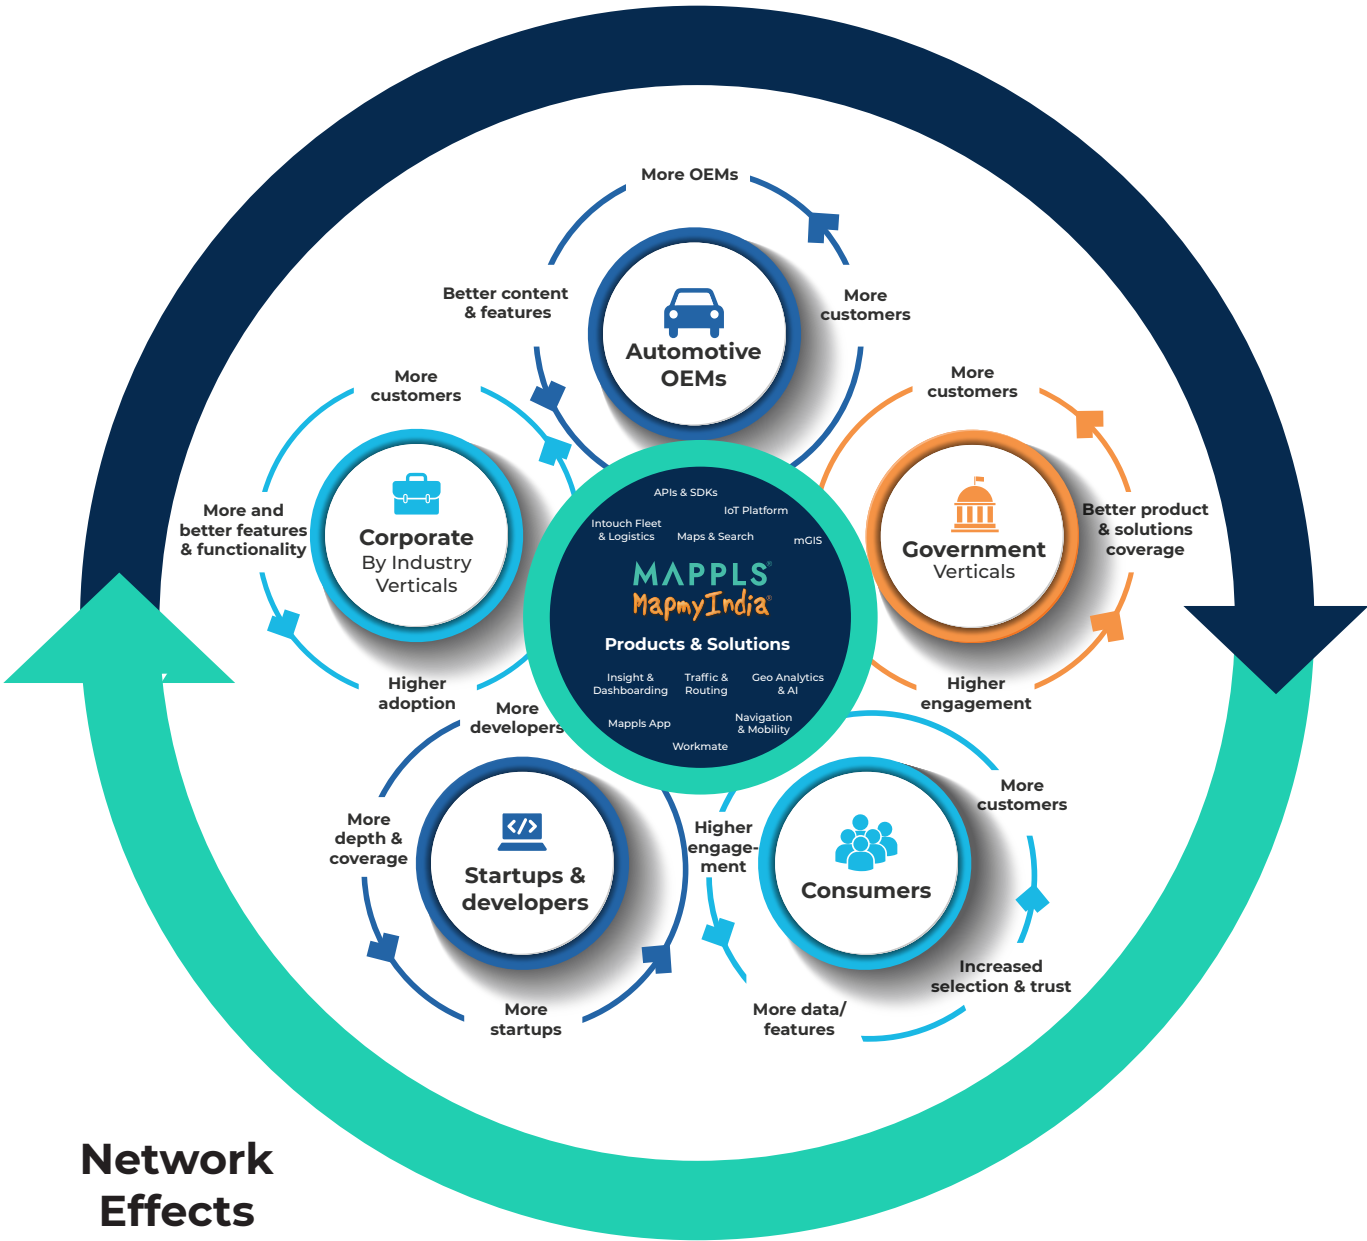 More OEMs
Better content
& features
More
customers
Automotive
OEMs
More
customers
More and
better features
& functionality
Corporate
By Industry
Verticals
Higher
adoption
More
customers
Better product
& solutions
coverage
Government
Verticals
Higher
engagement
APIs & SDKs
IoT Platform
Intouch Fleet
& Logistics
Maps & Search
mGIS
MAPPLS®
MapmyIndia®
Products & Solutions
Insight &
Dashboarding
Traffic &
Routing
Geo Analytics
& AI
Mappls App
Navigation
& Mobility
Workmate
More
developers
More
depth &
coverage
Startups &
developers
More
startups
More
customers
Higher
engage-
ment
Consumers
Increased
selection & trust
More data/
features
Network
Effects